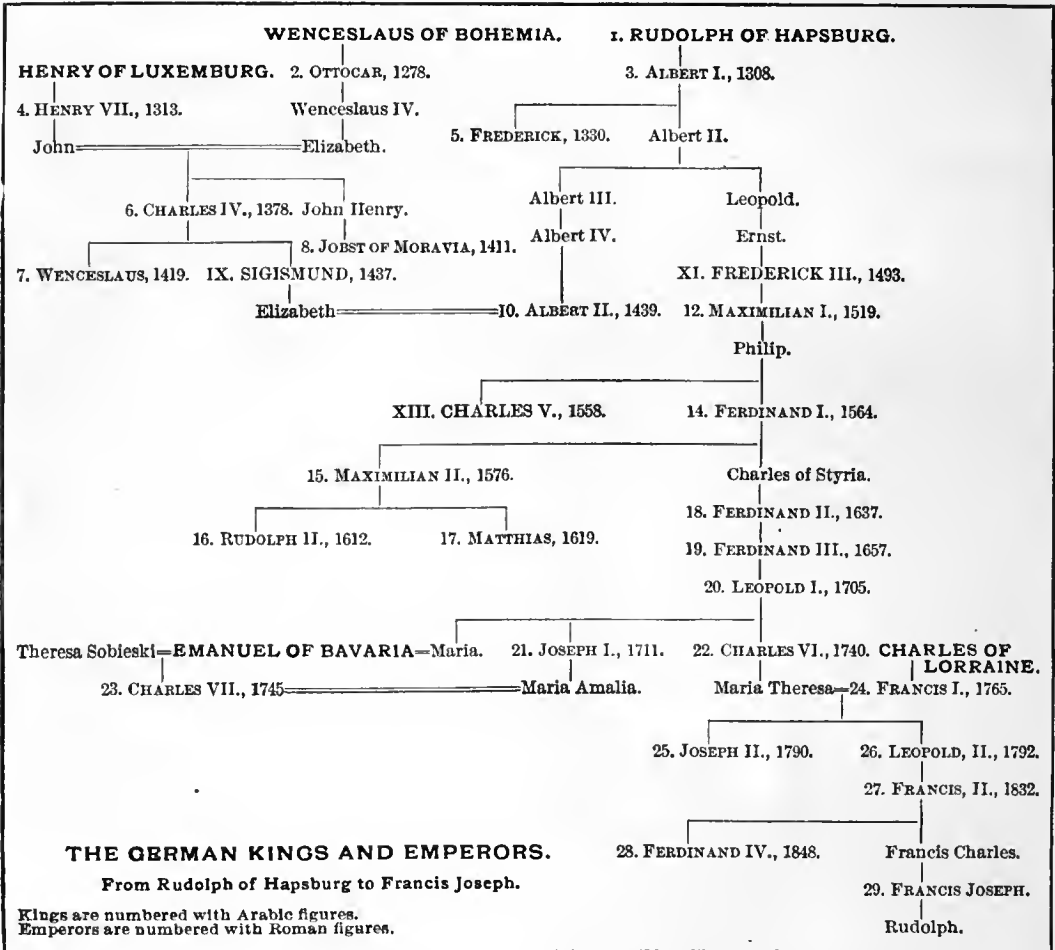 WENCESLAUS OF BOHEMIA. 1. RUDOLPH OF HAPSBURG.
HENRY OF LUXEMBURG. 2. OTTOCAR, 1278. 3. ALBERT I., 1308.
4. HENRY VII., 1313. Wenceslaus IV.
5. FREDERICK, 1330. Albert II.
John Elizabeth.
Albert III. Leopold.
6. CHARLES IV., 1378. John Henry.
Albert IV. Ernst.
8. JOBST OF MORAVIA, 1411.
7. WENCESLAUS, 1419. IX. SIGISMUND, 1437. XI. FREDERICK III., 1493.
Elizabeth 10. ALBERT II., 1439. 12. MAXIMILIAN I., 1519.
Philip.
XIII. CHARLES V., 1558. 14. FERDINAND I., 1564.
15. MAXIMILIAN II., 1576. Charles of Styria.
18. FERDINAND II., 1637.
16. RUDOLPH II., 1612. 17. MATTHIAS, 1619.
19. FERDINAND III., 1657.
20. LEOPOLD I., 1705.
Theresa Sobieski=EMANUEL OF BAVARIA=Maria. 21. JOSEPH I., 1711. 22. CHARLES VI., 1740. CHARLES OF
LORRAINE.
23. CHARLES VII., 1745 Maria Amalia. Maria Theresa=24. FRANCIS I., 1765.
25. JOSEPH II., 1790. 26. LEOPOLD, II., 1792.
27. FRANCIS, II., 1832.
THE GERMAN KINGS AND EMPERORS. 28. FERDINAND IV., 1848. Francis Charles.
From Rudolph of Hapsburg to Francis Joseph.
29. FRANCIS JOSEPH.
Kings are numbered with Arabic figures.
Emperors are numbered with Roman figures.
Rudolph.